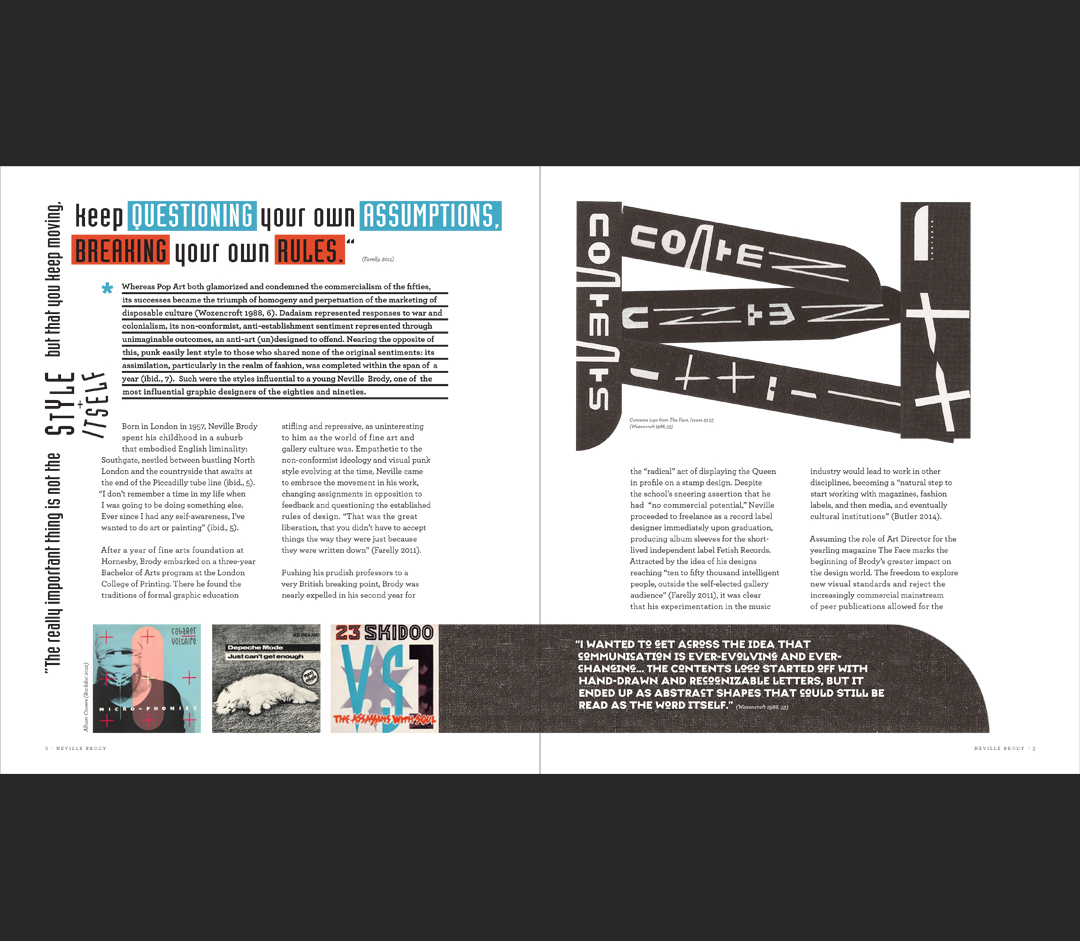 "The really important thing is not the STYLE ITSELF but that you keep moving,
keep QUESTIONING your own ASSUMPTIONS,
BREAKING your own RULES."
(Farelly, 2011)
* Whereas Pop Art both glamorized and condemned the commercialism of the fifties,
its successes became the triumph of homogeny and perpetuation of the marketing of
disposable culture (Wozencroft 1988, 6). Dadaism represented responses to war and
colonialism, its non-conformist, anti-establishment sentiment represented through
unimaginable outcomes, an anti-art (un)designed to offend. Nearing the opposite of
this, punk easily lent style to those who shared none of the original sentiments: its
assimilation, particularly in the realm of fashion, was completed within the span of a
year (ibid., 7). Such were the styles influential to a young Neville Brody, one of the
most influential graphic designers of the eighties and nineties.
Born in London in 1957, Neville Brody
spent his childhood in a suburb
that embodied English liminality:
Southgate, nestled between bustling North
London and the countryside that awaits at
the end of the Piccadilly tube line (ibid., 5).
"I don't remember a time in my life when
I was going to be doing something else.
Ever since I had any self-awareness, I've
wanted to do art or painting" (ibid., 5).
After a year of fine arts foundation at
Hornesby, Brody embarked on a three-year
Bachelor of Arts program at the London
College of Printing. There he found the
traditions of formal graphic education
stifling and repressive, as uninteresting
to him as the world of fine art and
gallery culture was. Empathetic to the
non-conformist ideology and visual punk
style evolving at the time, Neville came
to embrace the movement in his work,
changing assignments in opposition to
feedback and questioning the established
rules of design. "That was the great
liberation, that you didn't have to accept
things the way they were just because
they were written down" (Farelly 2011).
Pushing his prudish professors to a
very British breaking point, Brody was
nearly expelled in his second year for
Album Covers (Rockdoc 2012)
cabaret
voltaire
MICRO-PHONIES
Depeche Mode
Just can't get enough
23 SKIDOO
VS
THE ASSASSINS WITH SOUL
2 · NEVILLE BRODY
CONTENTS
CONTE
Contents logo from The Face, Issues 50-55
(Wozencroft 1988, 33)
the "radical" act of displaying the Queen
in profile on a stamp design. Despite
the school's sneering assertion that he
had "no commercial potential," Neville
proceeded to freelance as a record label
designer immediately upon graduation,
producing album sleeves for the short-
lived independent label Fetish Records.
Attracted by the idea of his designs
reaching "ten to fifty thousand intelligent
people, outside the self-elected gallery
audience" (Farelly 2011), it was clear
that his experimentation in the music
industry would lead to work in other
disciplines, becoming a "natural step to
start working with magazines, fashion
labels, and then media, and eventually
cultural institutions" (Butler 2014).
Assuming the role of Art Director for the
yearling magazine The Face marks the
beginning of Brody's greater impact on
the design world. The freedom to explore
new visual standards and reject the
increasingly commercial mainstream
of peer publications allowed for the
"I WANTED TO GET ACROSS THE IDEA THAT
COMMUNICATION IS EVER-EVOLVING AND EVER-
CHANGING... THE CONTENTS LOGO STARTED OFF WITH
HAND-DRAWN AND RECOGNIZABLE LETTERS, BUT IT
ENDED UP AS ABSTRACT SHAPES THAT COULD STILL BE
READ AS THE WORD ITSELF." (Wozencroft 1988, 33)
NEVILLE BRODY · 3